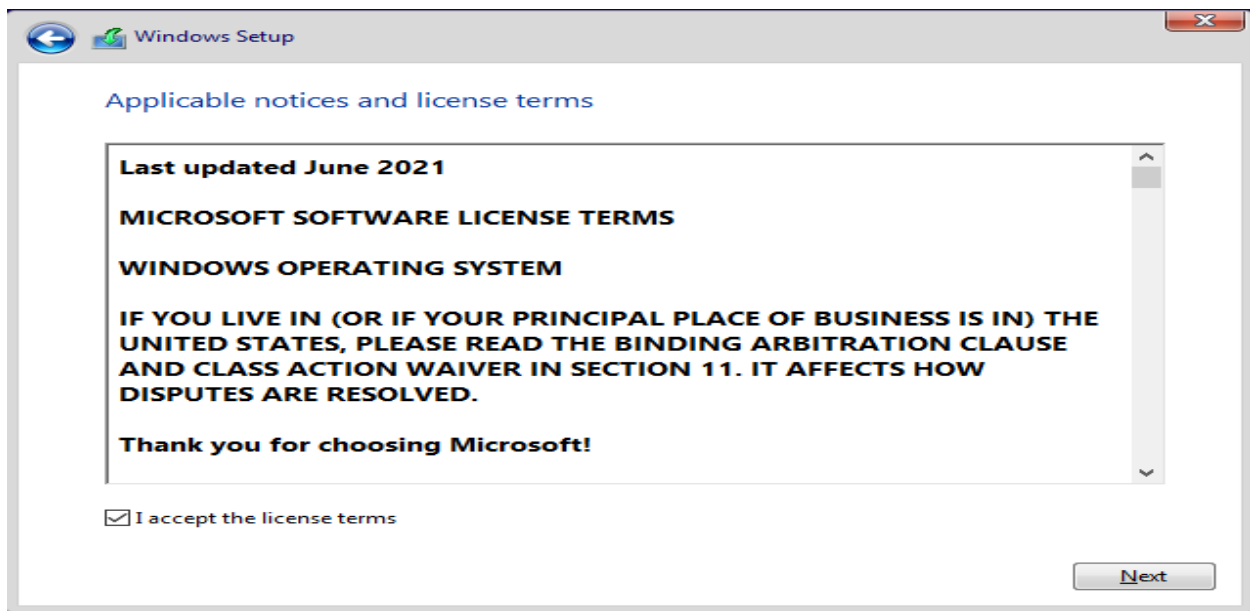 Windows Setup
Applicable notices and license terms
Last updated June 2021
MICROSOFT SOFTWARE LICENSE TERMS
WINDOWS OPERATING SYSTEM
IF YOU LIVE IN (OR IF YOUR PRINCIPAL PLACE OF BUSINESS IS IN) THE
UNITED STATES, PLEASE READ THE BINDING ARBITRATION CLAUSE
AND CLASS ACTION WAIVER IN SECTION 11. IT AFFECTS HOW
DISPUTES ARE RESOLVED.
Thank you for choosing Microsoft!
I accept the license terms
Next